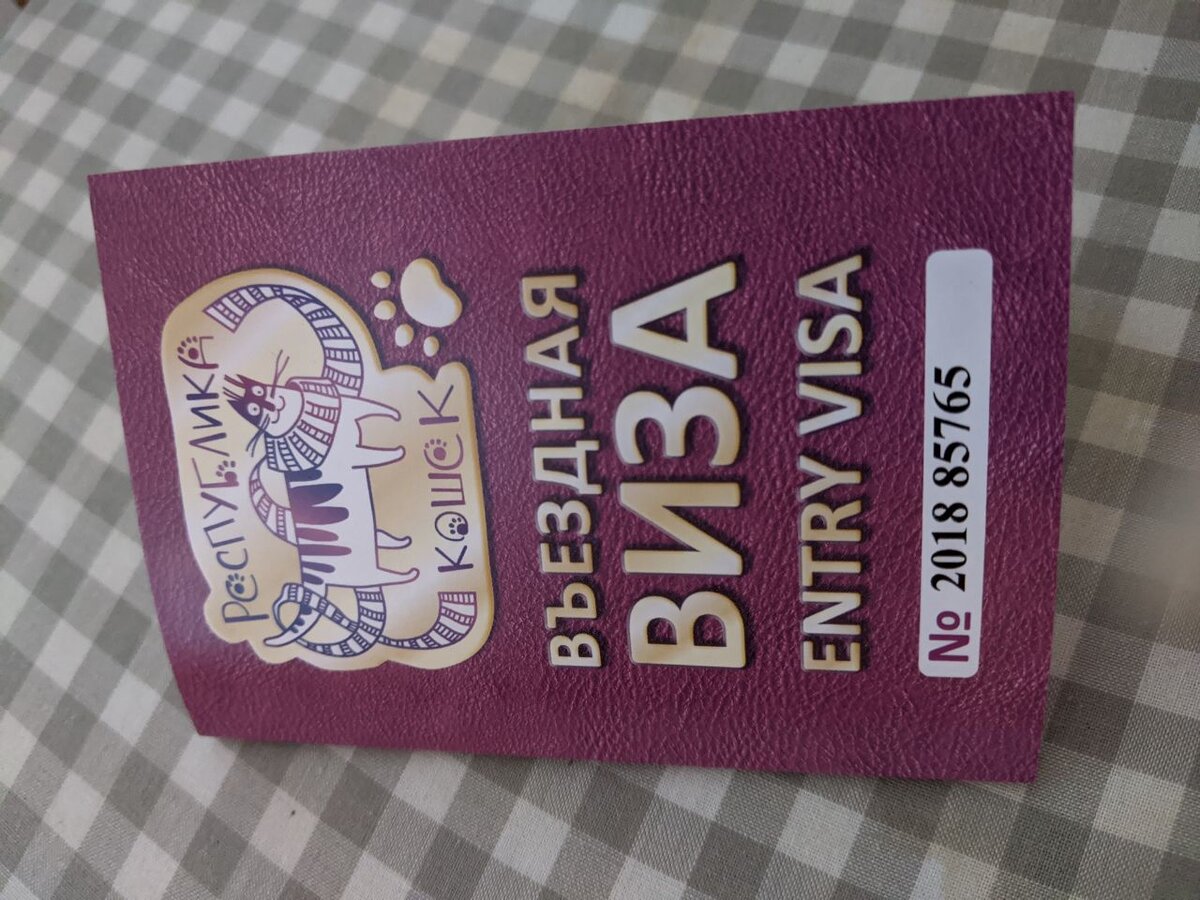 РЕСПУБЛИКА
КОШЕК
ВЪЕЗДНАЯ
ВИЗА
ENTRY VISA
№ 2018 85765